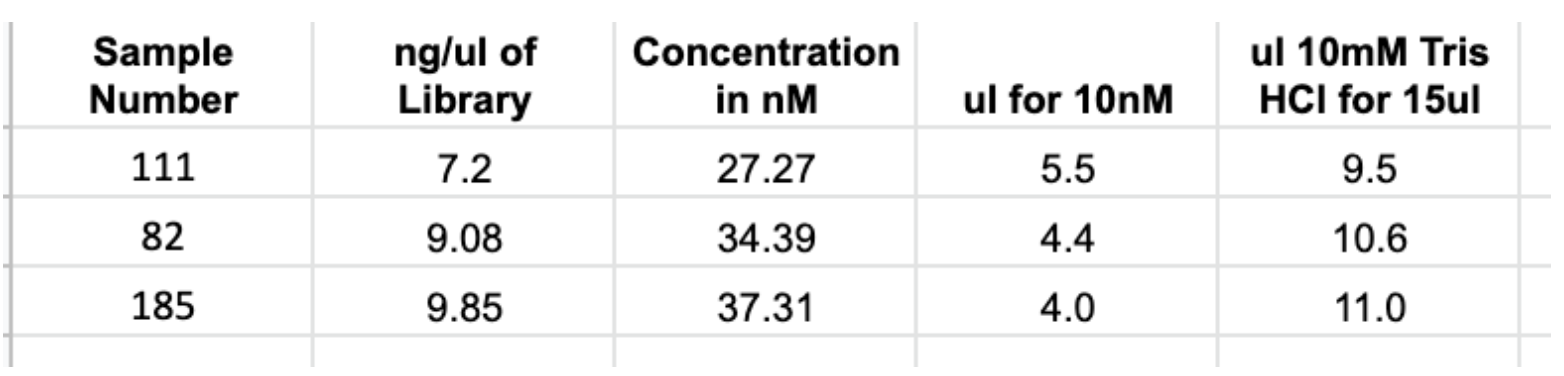 Sample Number ng/ul of Library Concentration in nM ul for 10nM ul 10mM Tris HCl for 15ul
111 7.2 27.27 5.5 9.5
82 9.08 34.39 4.4 10.6
185 9.85 37.31 4.0 11.0